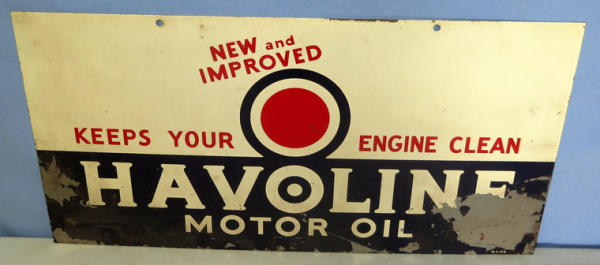 NEW and
IMPROVED
KEEPS YOUR ENGINE CLEAN
HAVOLINE
MOTOR OIL